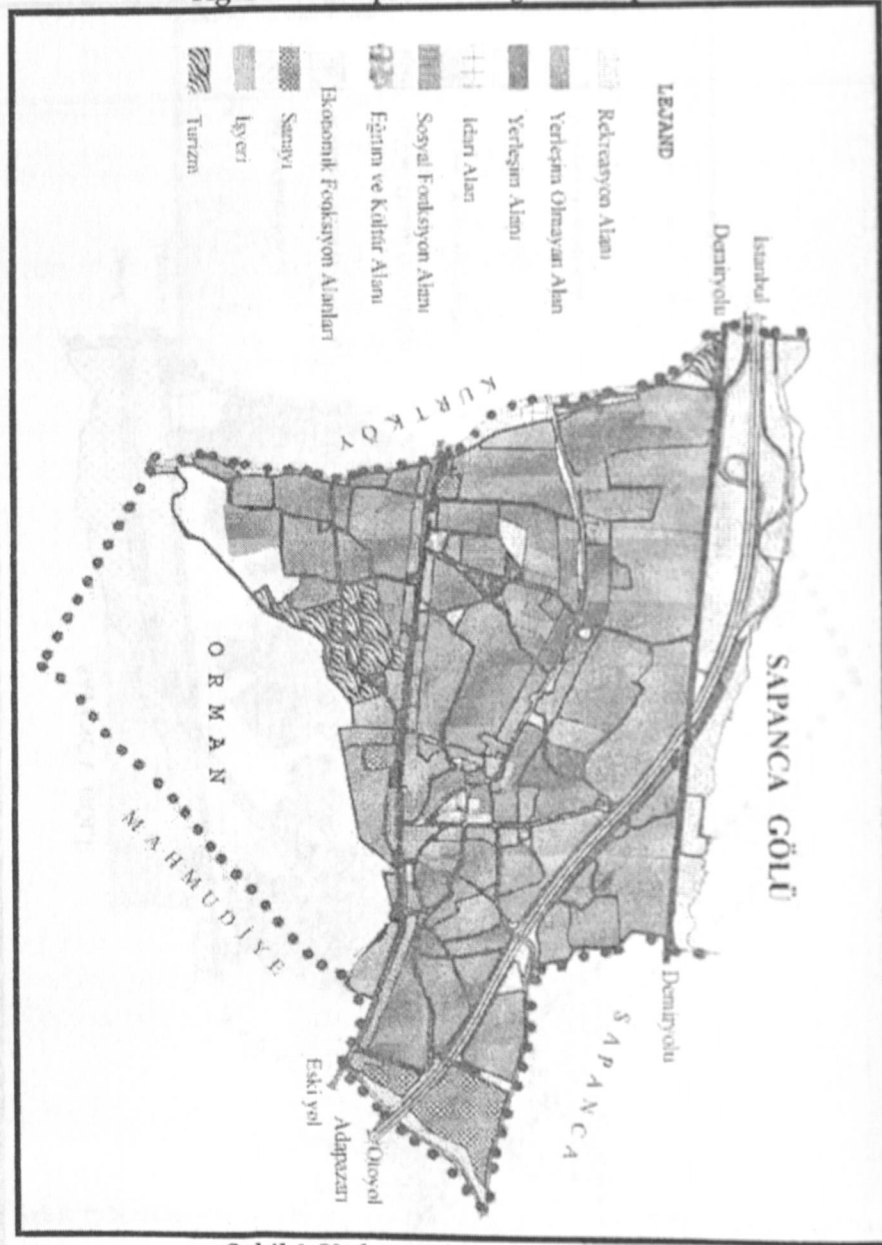 SAPANCA GÖLÜ
İstanbul
Demiryolu
Demiryolu
KURTKÖY
SAPANCA
ORMAN
MAHMUDİYE
Otoyol
Adapazarı
Eski yol
LEJAND
Rekreasyon Alanı
Yerleşim Olmayan Alan
Yerleşim Alanı
İdari Alan
Sosyal Fonksiyon Alanı
Eğitim ve Kültür Alanı
Ekonomik Fonksiyon Alanları
Sanayi
İşyeri
Turizm